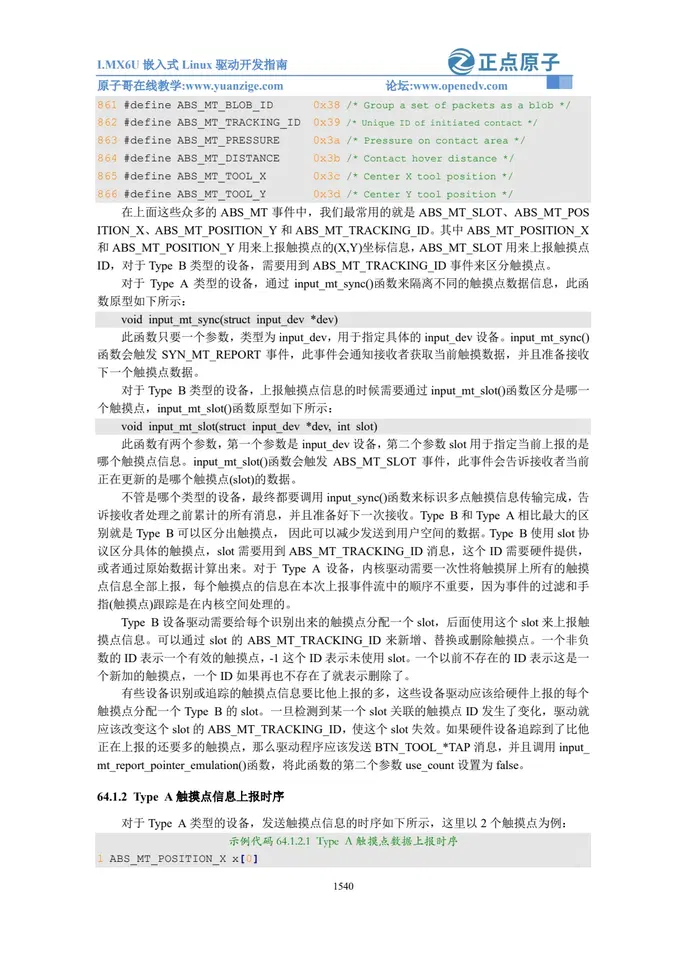 I.MX6U 嵌入式 Linux 驱动开发指南
正点原子
原子哥在线教学:www.yuanzige.com 论坛:www.openedv.com
861 #define ABS_MT_BLOB_ID 0x38 /* Group a set of packets as a blob */
862 #define ABS_MT_TRACKING_ID 0x39 /* Unique ID of initiated contact */
863 #define ABS_MT_PRESSURE 0x3a /* Pressure on contact area */
864 #define ABS_MT_DISTANCE 0x3b /* Contact hover distance */
865 #define ABS_MT_TOOL_X 0x3c /* Center X tool position */
866 #define ABS_MT_TOOL_Y 0x3d /* Center Y tool position */
在上面这些众多的 ABS_MT 事件中，我们最常用的就是 ABS_MT_SLOT、ABS_MT_POS
ITION_X、ABS_MT_POSITION_Y 和 ABS_MT_TRACKING_ID。其中 ABS_MT_POSITION_X
和 ABS_MT_POSITION_Y 用来上报触摸点的(X,Y)坐标信息，ABS_MT_SLOT 用来上报触摸点
ID，对于 Type B 类型的设备，需要用到 ABS_MT_TRACKING_ID 事件来区分触摸点。
对于 Type A 类型的设备，通过 input_mt_sync()函数来隔离不同的触摸点数据信息，此函
数原型如下所示：
void input_mt_sync(struct input_dev *dev)
此函数只要一个参数，类型为 input_dev，用于指定具体的 input_dev 设备。input_mt_sync()
函数会触发 SYN_MT_REPORT 事件，此事件会通知接收者获取当前触摸数据，并且准备接收
下一个触摸点数据。
对于 Type B 类型的设备，上报触摸点信息的时候需要通过 input_mt_slot()函数区分是哪一
个触摸点，input_mt_slot()函数原型如下所示：
void input_mt_slot(struct input_dev *dev, int slot)
此函数有两个参数，第一个参数是 input_dev 设备，第二个参数 slot 用于指定当前上报的是
哪个触摸点信息。input_mt_slot()函数会触发 ABS_MT_SLOT 事件，此事件会告诉接收者当前
正在更新的是哪个触摸点(slot)的数据。
不管是哪个类型的设备，最终都要调用 input_sync()函数来标识多点触摸信息传输完成，告
诉接收者处理之前累计的所有消息，并且准备好下一次接收。Type B 和 Type A 相比最大的区
别就是 Type B 可以区分出触摸点， 因此可以减少发送到用户空间的数据。Type B 使用 slot 协
议区分具体的触摸点，slot 需要用到 ABS_MT_TRACKING_ID 消息，这个 ID 需要硬件提供，
或者通过原始数据计算出来。对于 Type A 设备，内核驱动需要一次性将触摸屏上所有的触摸
点信息全部上报，每个触摸点的信息在本次上报事件流中的顺序不重要，因为事件的过滤和手
指(触摸点)跟踪是在内核空间处理的。
Type B 设备驱动需要给每个识别出来的触摸点分配一个 slot，后面使用这个 slot 来上报触
摸点信息。可以通过 slot 的 ABS_MT_TRACKING_ID 来新增、替换或删除触摸点。一个非负
数的 ID 表示一个有效的触摸点，-1 这个 ID 表示未使用 slot。一个以前不存在的 ID 表示这是一
个新加的触摸点，一个 ID 如果再也不存在了就表示删除了。
有些设备识别或追踪的触摸点信息要比他上报的多，这些设备驱动应该给硬件上报的每个
触摸点分配一个 Type B 的 slot。一旦检测到某一个 slot 关联的触摸点 ID 发生了变化，驱动就
应该改变这个 slot 的 ABS_MT_TRACKING_ID，使这个 slot 失效。如果硬件设备追踪到了比他
正在上报的还要多的触摸点，那么驱动程序应该发送 BTN_TOOL_*TAP 消息，并且调用 input_
mt_report_pointer_emulation()函数，将此函数的第二个参数 use_count 设置为 false。
64.1.2 Type A 触摸点信息上报时序
对于 Type A 类型的设备，发送触摸点信息的时序如下所示，这里以 2 个触摸点为例：
示例代码 64.1.2.1 Type A 触摸点数据上报时序
1 ABS_MT_POSITION_X x[0]
1540